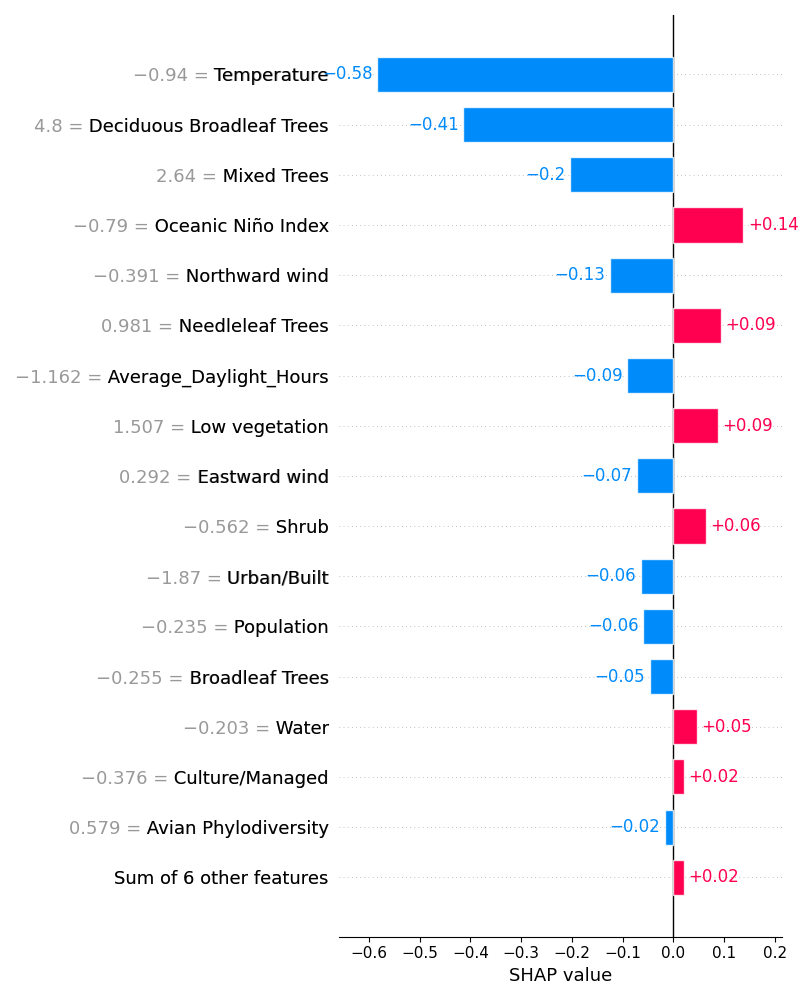 −0.94 = Temperature −0.58
4.8 = Deciduous Broadleaf Trees −0.41
2.64 = Mixed Trees −0.2
−0.79 = Oceanic Niño Index +0.14
−0.391 = Northward wind −0.13
0.981 = Needleleaf Trees +0.09
−1.162 = Average_Daylight_Hours −0.09
1.507 = Low vegetation +0.09
0.292 = Eastward wind −0.07
−0.562 = Shrub +0.06
−1.87 = Urban/Built −0.06
−0.235 = Population −0.06
−0.255 = Broadleaf Trees −0.05
−0.203 = Water +0.05
−0.376 = Culture/Managed +0.02
0.579 = Avian Phylodiversity −0.02
Sum of 6 other features +0.02
−0.6 −0.5 −0.4 −0.3 −0.2 −0.1 0.0 0.1 0.2
SHAP value